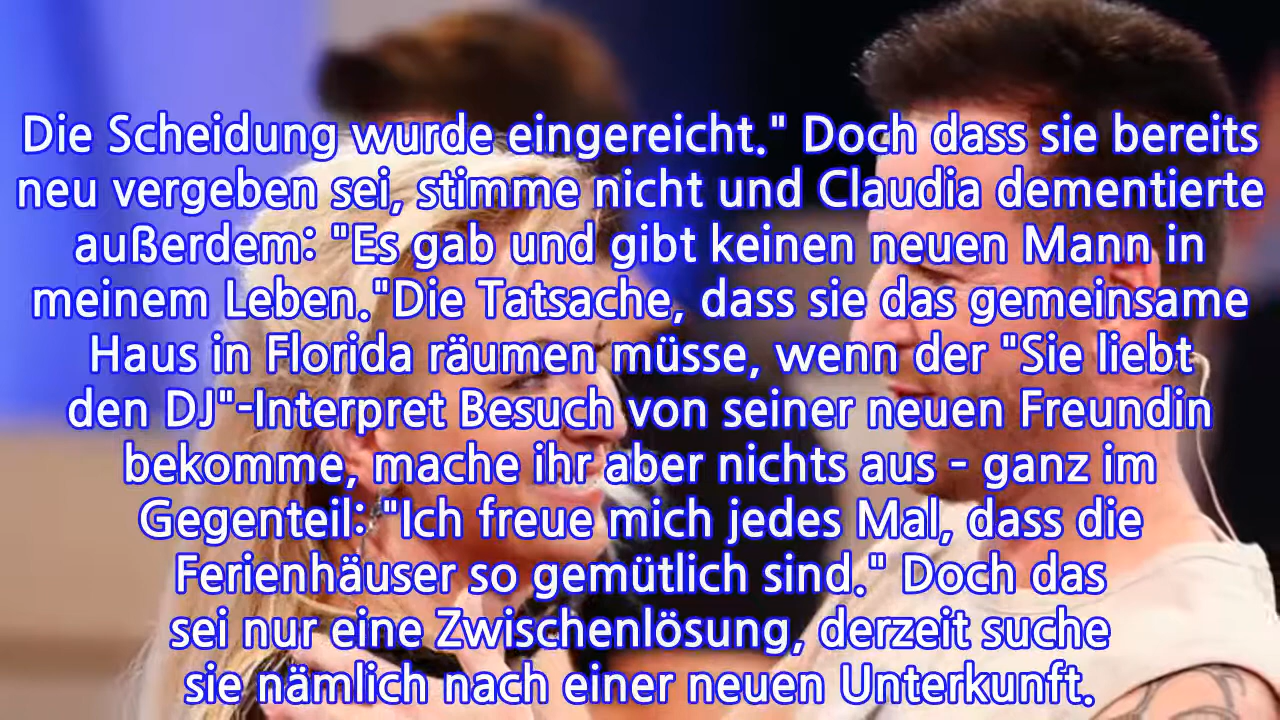 Die Scheidung wurde eingereicht." Doch dass sie bereits
neu vergeben sei, stimme nicht und Claudia dementierte
außerdem: "Es gab und gibt keinen neuen Mann in
meinem Leben."Die Tatsache, dass sie das gemeinsame
Haus in Florida räumen müsse, wenn der "Sie liebt
den DJ"-Interpret Besuch von seiner neuen Freundin
bekomme, mache ihr aber nichts aus - ganz im
Gegenteil: "Ich freue mich jedes Mal, dass die
Ferienhäuser so gemütlich sind." Doch das
sei nur eine Zwischenlösung, derzeit suche
sie nämlich nach einer neuen Unterkunft.